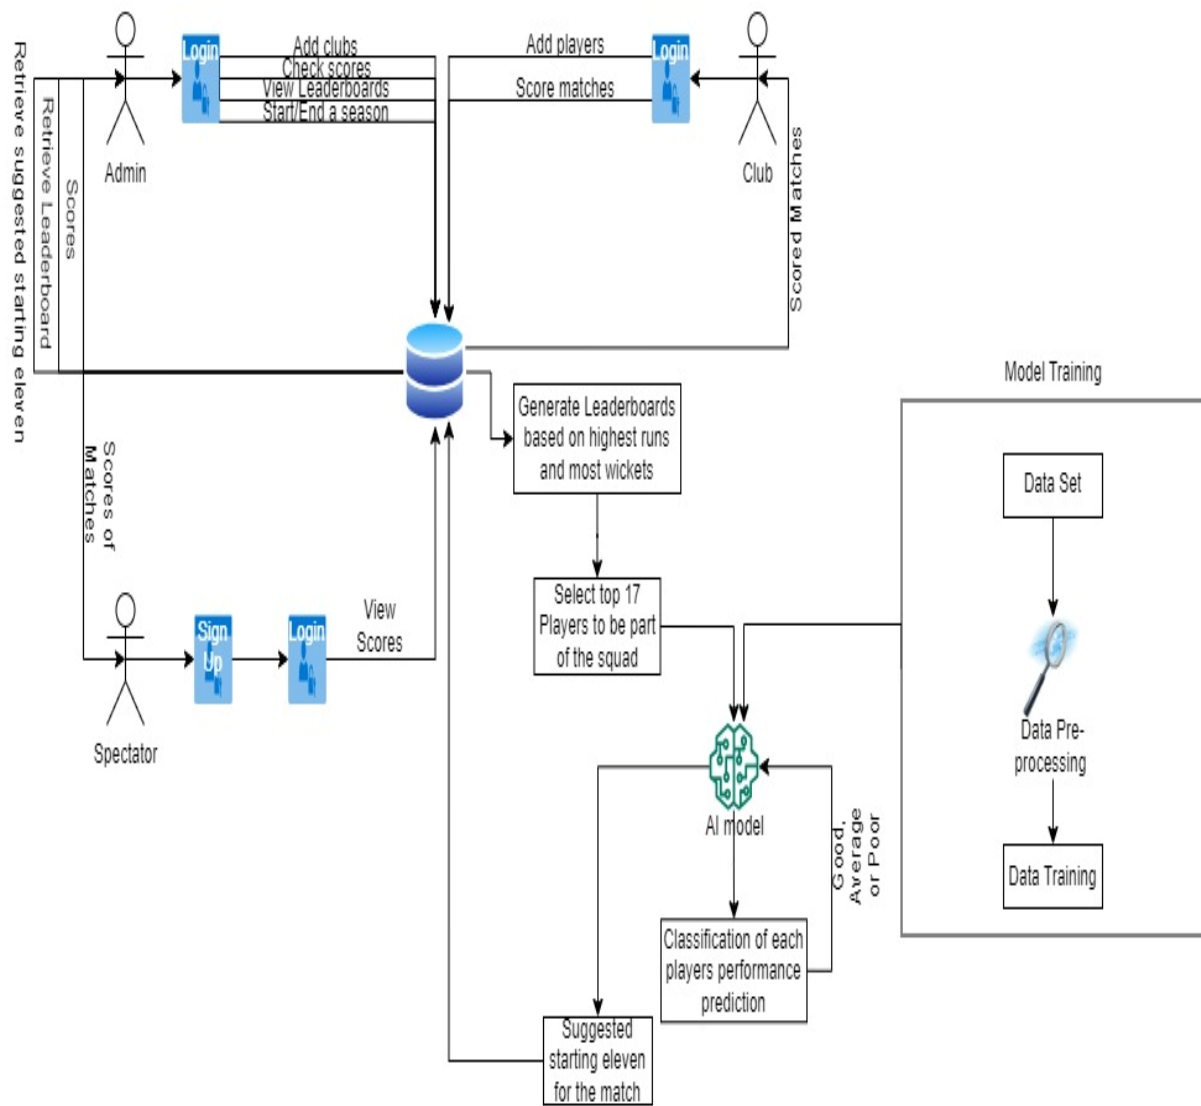 Login
Add clubs
Check scores
View Leaderboards
Start/End a season
Add players
Score matches
Login
Admin
Club
Retrieve suggested starting eleven
Retrieve Leaderboard
Scores
Scored Matches
Scores of
Matches
Generate Leaderboards
based on highest runs
and most wickets
Model Training
Data Set
Select top 17
Players to be part
of the squad
View
Scores
Sign
Up
Login
Spectator
Data Pre-
processing
AI model
Good,
Average
or Poor
Data Training
Classification of each
players performance
prediction
Suggested
starting eleven
for the match